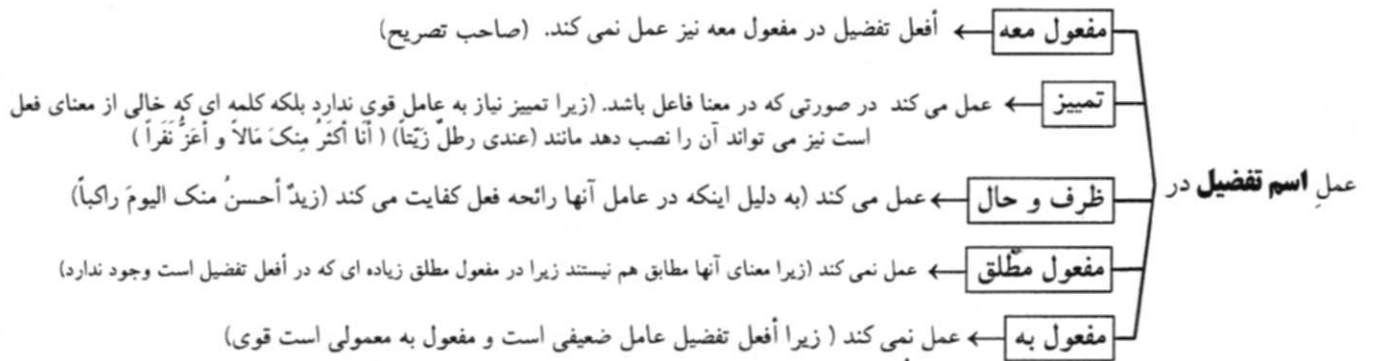 عملِ اسم تفضیل در
مفعول معه ← أفعل تفضیل در مفعول معه نیز عمل نمی کند. (صاحب تصریح)
تمییز ← عمل می کند در صورتی که در معنا فاعل باشد. (زیرا تمییز نیاز به عامل قوی ندارد بلکه کلمه ای که خالی از معنای فعل
است نیز می تواند آن را نصب دهد مانند (عندی رطلٌ زَیْتاً) ( أنَا أکثَرُ مِنکَ مَالاً و أعَزُّ نَفَراً )
ظرف و حال ← عمل می کند (به دلیل اینکه در عامل آنها رائحه فعل کفایت می کند (زیدٌ أحسنُ منک الیومَ راکباً)
مفعول مطلق ← عمل نمی کند (زیرا معنای آنها مطابق هم نیستند زیرا در مفعول مطلق زیاده ای که در أفعل تفضیل است وجود ندارد)
مفعول به ← عمل نمی کند ( زیرا أفعل تفضیل عامل ضعیفی است و مفعول به معمولی است قوی)